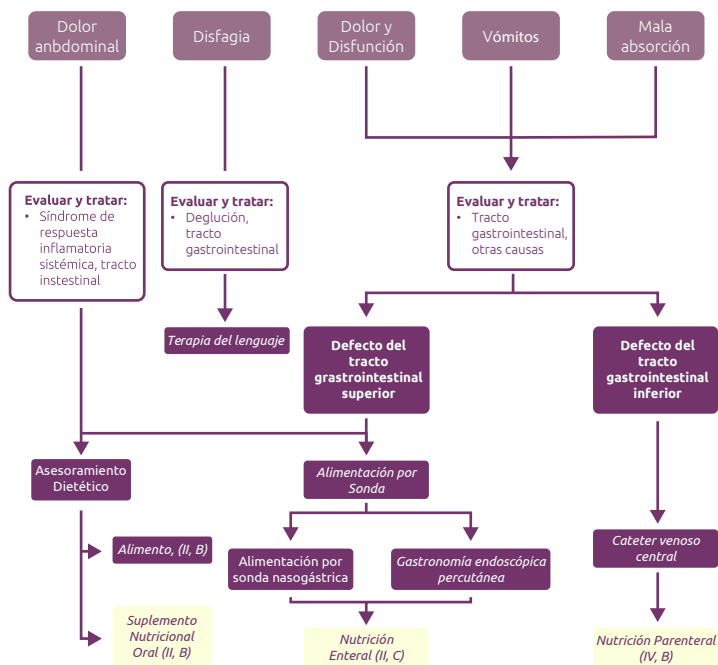 Dolor
anbdominal
Disfagia
Dolor y
Disfunción
Vómitos
Mala
absorción
Evaluar y tratar:
• Síndrome de
respuesta
inflamatoria
sistémica, tracto
instestinal
Evaluar y tratar:
• Deglución,
tracto
gastrointestinal
Evaluar y tratar:
• Tracto
gastrointestinal,
otras causas
Terapia del lenguaje
Defecto del
tracto
grastrointestinal
superior
Defecto del
tracto
gastrointestinal
inferior
Asesoramiento
Dietético
Alimentación por
Sonda
Alimento, (II, B)
Alimentación por
sonda nasogástrica
Gastronomía endoscópica
percutánea
Cateter venoso
central
Suplemento
Nutricional
Oral (II, B)
Nutrición
Enteral (II, C)
Nutrición Parenteral
(IV, B)